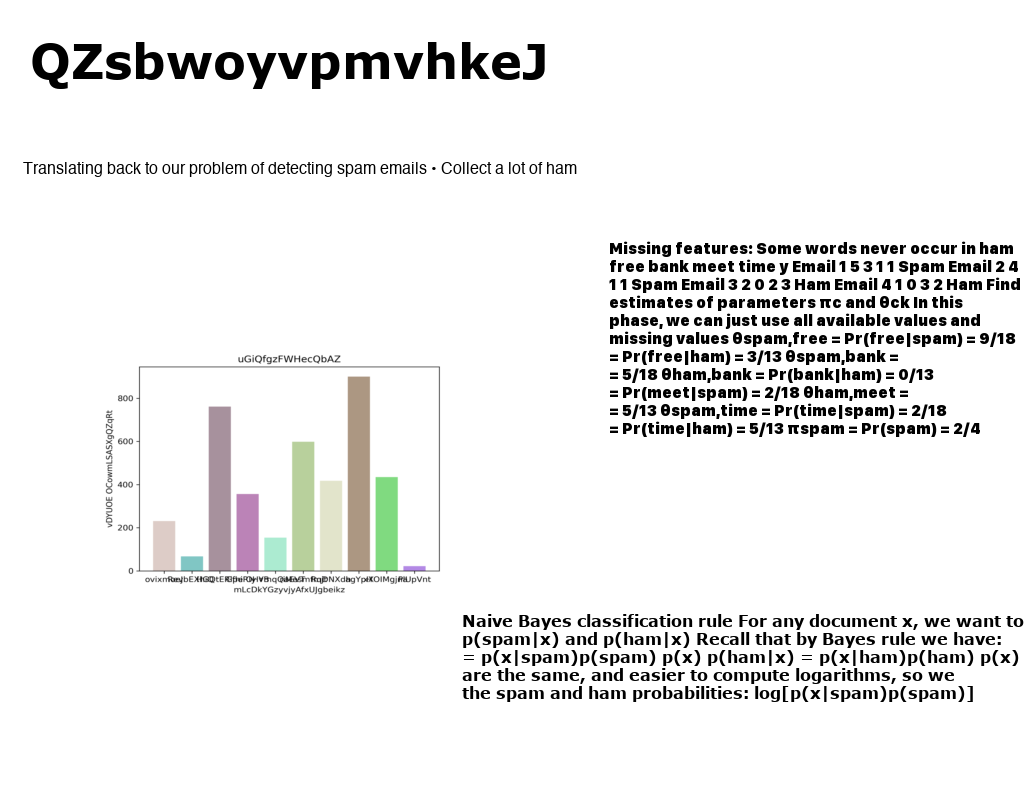 QZsbwoyvpmvhkeJ
Translating back to our problem of detecting spam emails • Collect a lot of ham
Missing features: Some words never occur in ham
free bank meet time y Email 1 5 3 1 1 Spam Email 2 4
1 1 Spam Email 3 2 0 2 3 Ham Email 4 1 0 3 2 Ham Find
estimates of parameters πc and θck In this
phase, we can just use all available values and
missing values θspam,free = Pr(free|spam) = 9/18
= Pr(free|ham) = 3/13 θspam,bank =
= 5/18 θham,bank = Pr(bank|ham) = 0/13
= Pr(meet|spam) = 2/18 θham,meet =
= 5/13 θspam,time = Pr(time|spam) = 2/18
= Pr(time|ham) = 5/13 πspam = Pr(spam) = 2/4
uGiQfgzFWHecQbAZ
800
600
400
200
0
mLcDkYGzyvjyAfxUJgbeikz
Naive Bayes classification rule For any document x, we want to
p(spam|x) and p(ham|x) Recall that by Bayes rule we have:
= p(x|spam)p(spam) p(x) p(ham|x) = p(x|ham)p(ham) p(x)
are the same, and easier to compute logarithms, so we
the spam and ham probabilities: log[p(x|spam)p(spam)]